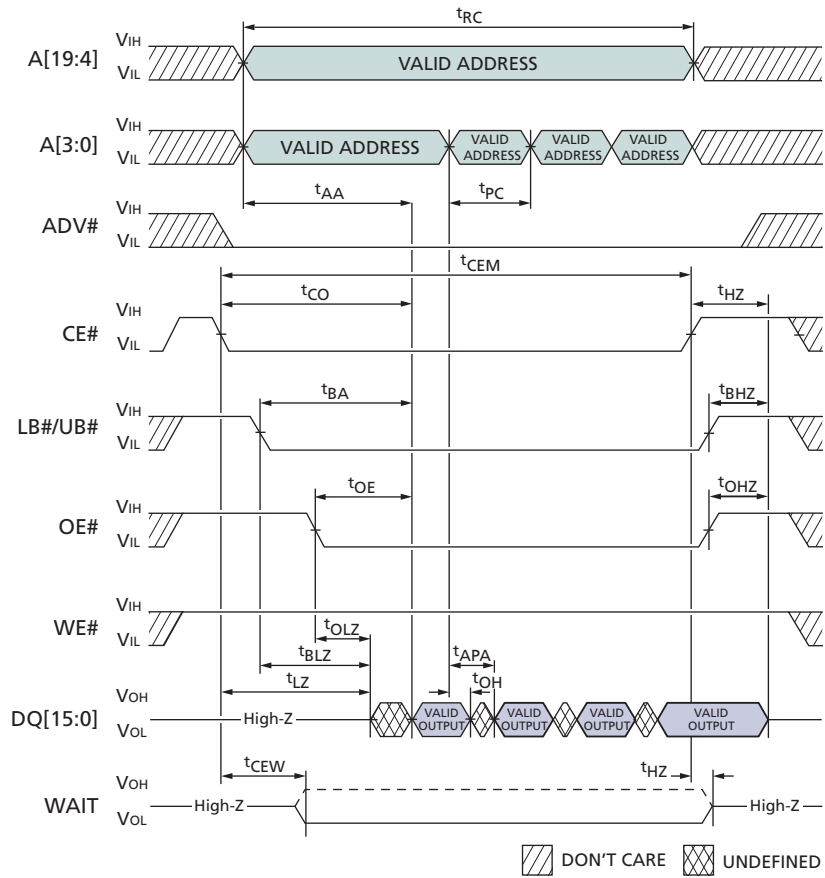 tRC
VIH
A[19:4]
VALID ADDRESS
VIL
VIH
A[3:0]
VALID ADDRESS
VALID ADDRESS
VALID ADDRESS
VALID ADDRESS
VIL
tAA
tPC
VIH
ADV#
VIL
tCEM
tCO
tHZ
VIH
CE#
VIL
tBA
tBHZ
VIH
LB#/UB#
VIL
tOE
tOHZ
VIH
OE#
VIL
VIH
WE#
VIL
tOLZ
tBLZ
tAPA
tLZ
tOH
VOH
DQ[15:0]
High-Z
VALID OUTPUT
VALID OUTPUT
VALID OUTPUT
VALID OUTPUT
VOL
tCEW
tHZ
VOH
WAIT
High-Z
High-Z
VOL
DON'T CARE
UNDEFINED